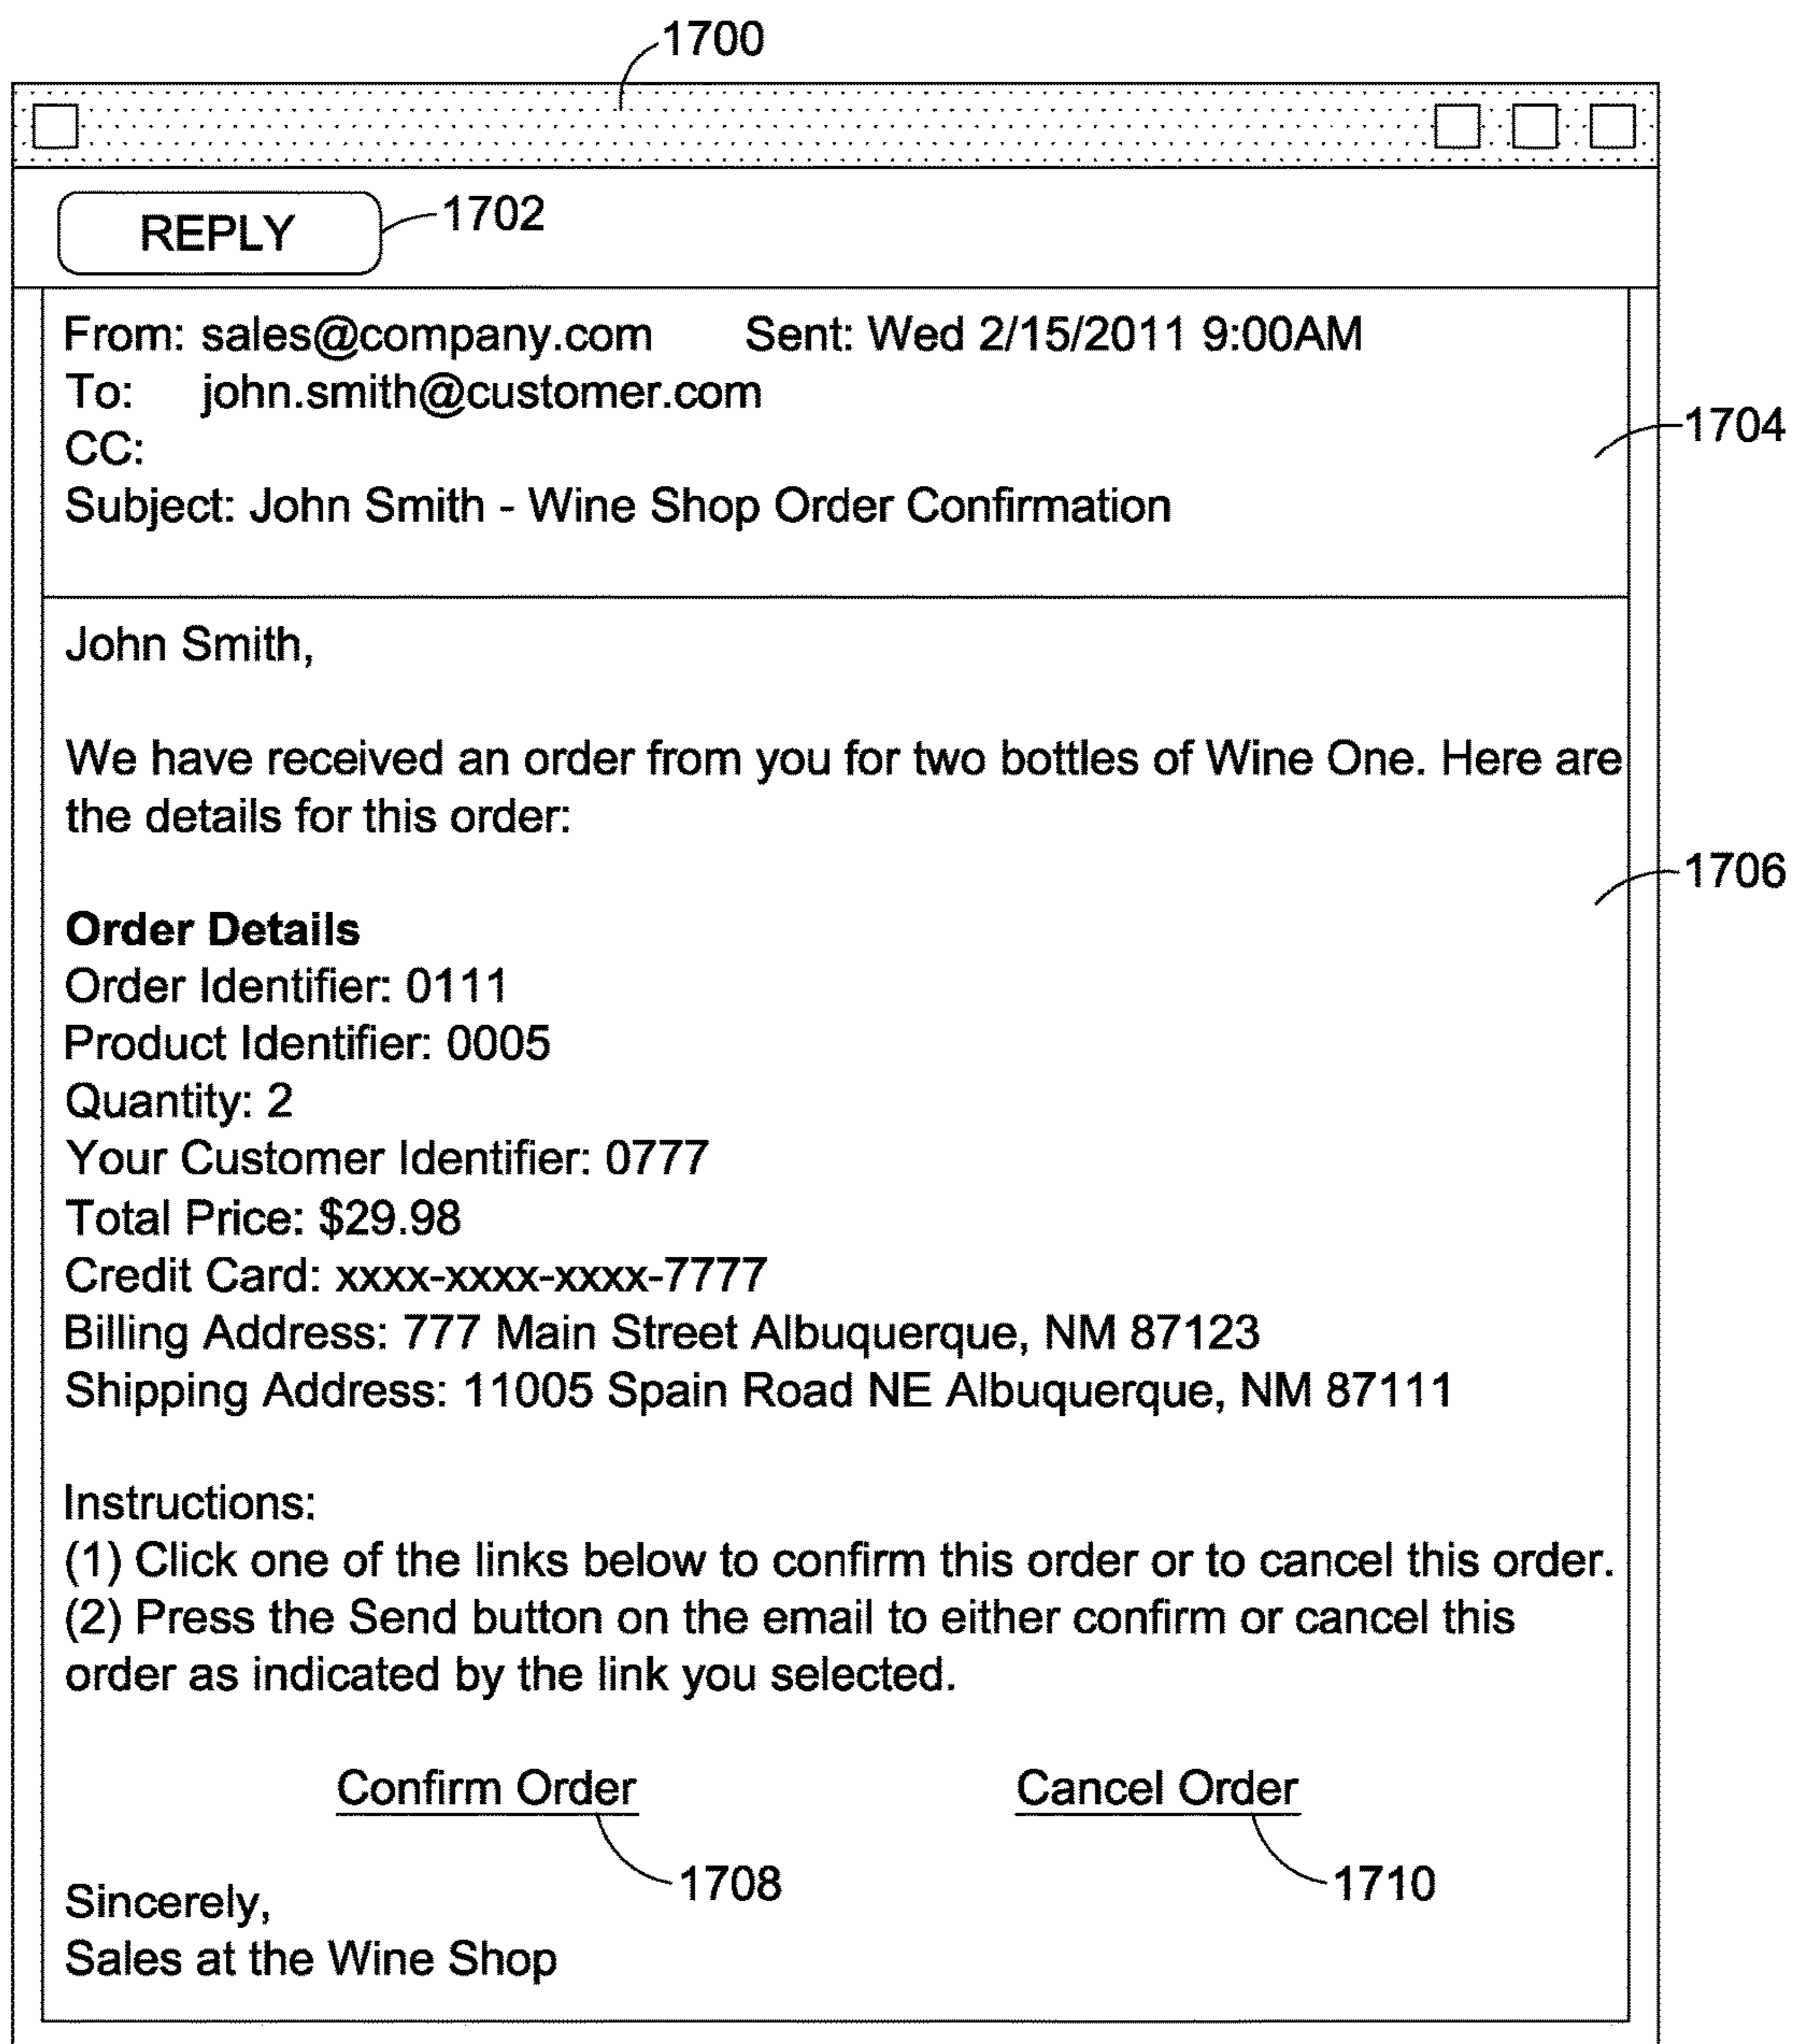 1700
REPLY 1702
From: sales@company.com Sent: Wed 2/15/2011 9:00AM
To: john.smith@customer.com
CC:
1704
Subject: John Smith - Wine Shop Order Confirmation
John Smith,
We have received an order from you for two bottles of Wine One. Here are
the details for this order:
1706
Order Details
Order Identifier: 0111
Product Identifier: 0005
Quantity: 2
Your Customer Identifier: 0777
Total Price: $29.98
Credit Card: xxxx-xxxx-xxxx-7777
Billing Address: 777 Main Street Albuquerque, NM 87123
Shipping Address: 11005 Spain Road NE Albuquerque, NM 87111
Instructions:
(1) Click one of the links below to confirm this order or to cancel this order.
(2) Press the Send button on the email to either confirm or cancel this
order as indicated by the link you selected.
Confirm Order Cancel Order
1708 1710
Sincerely,
Sales at the Wine Shop